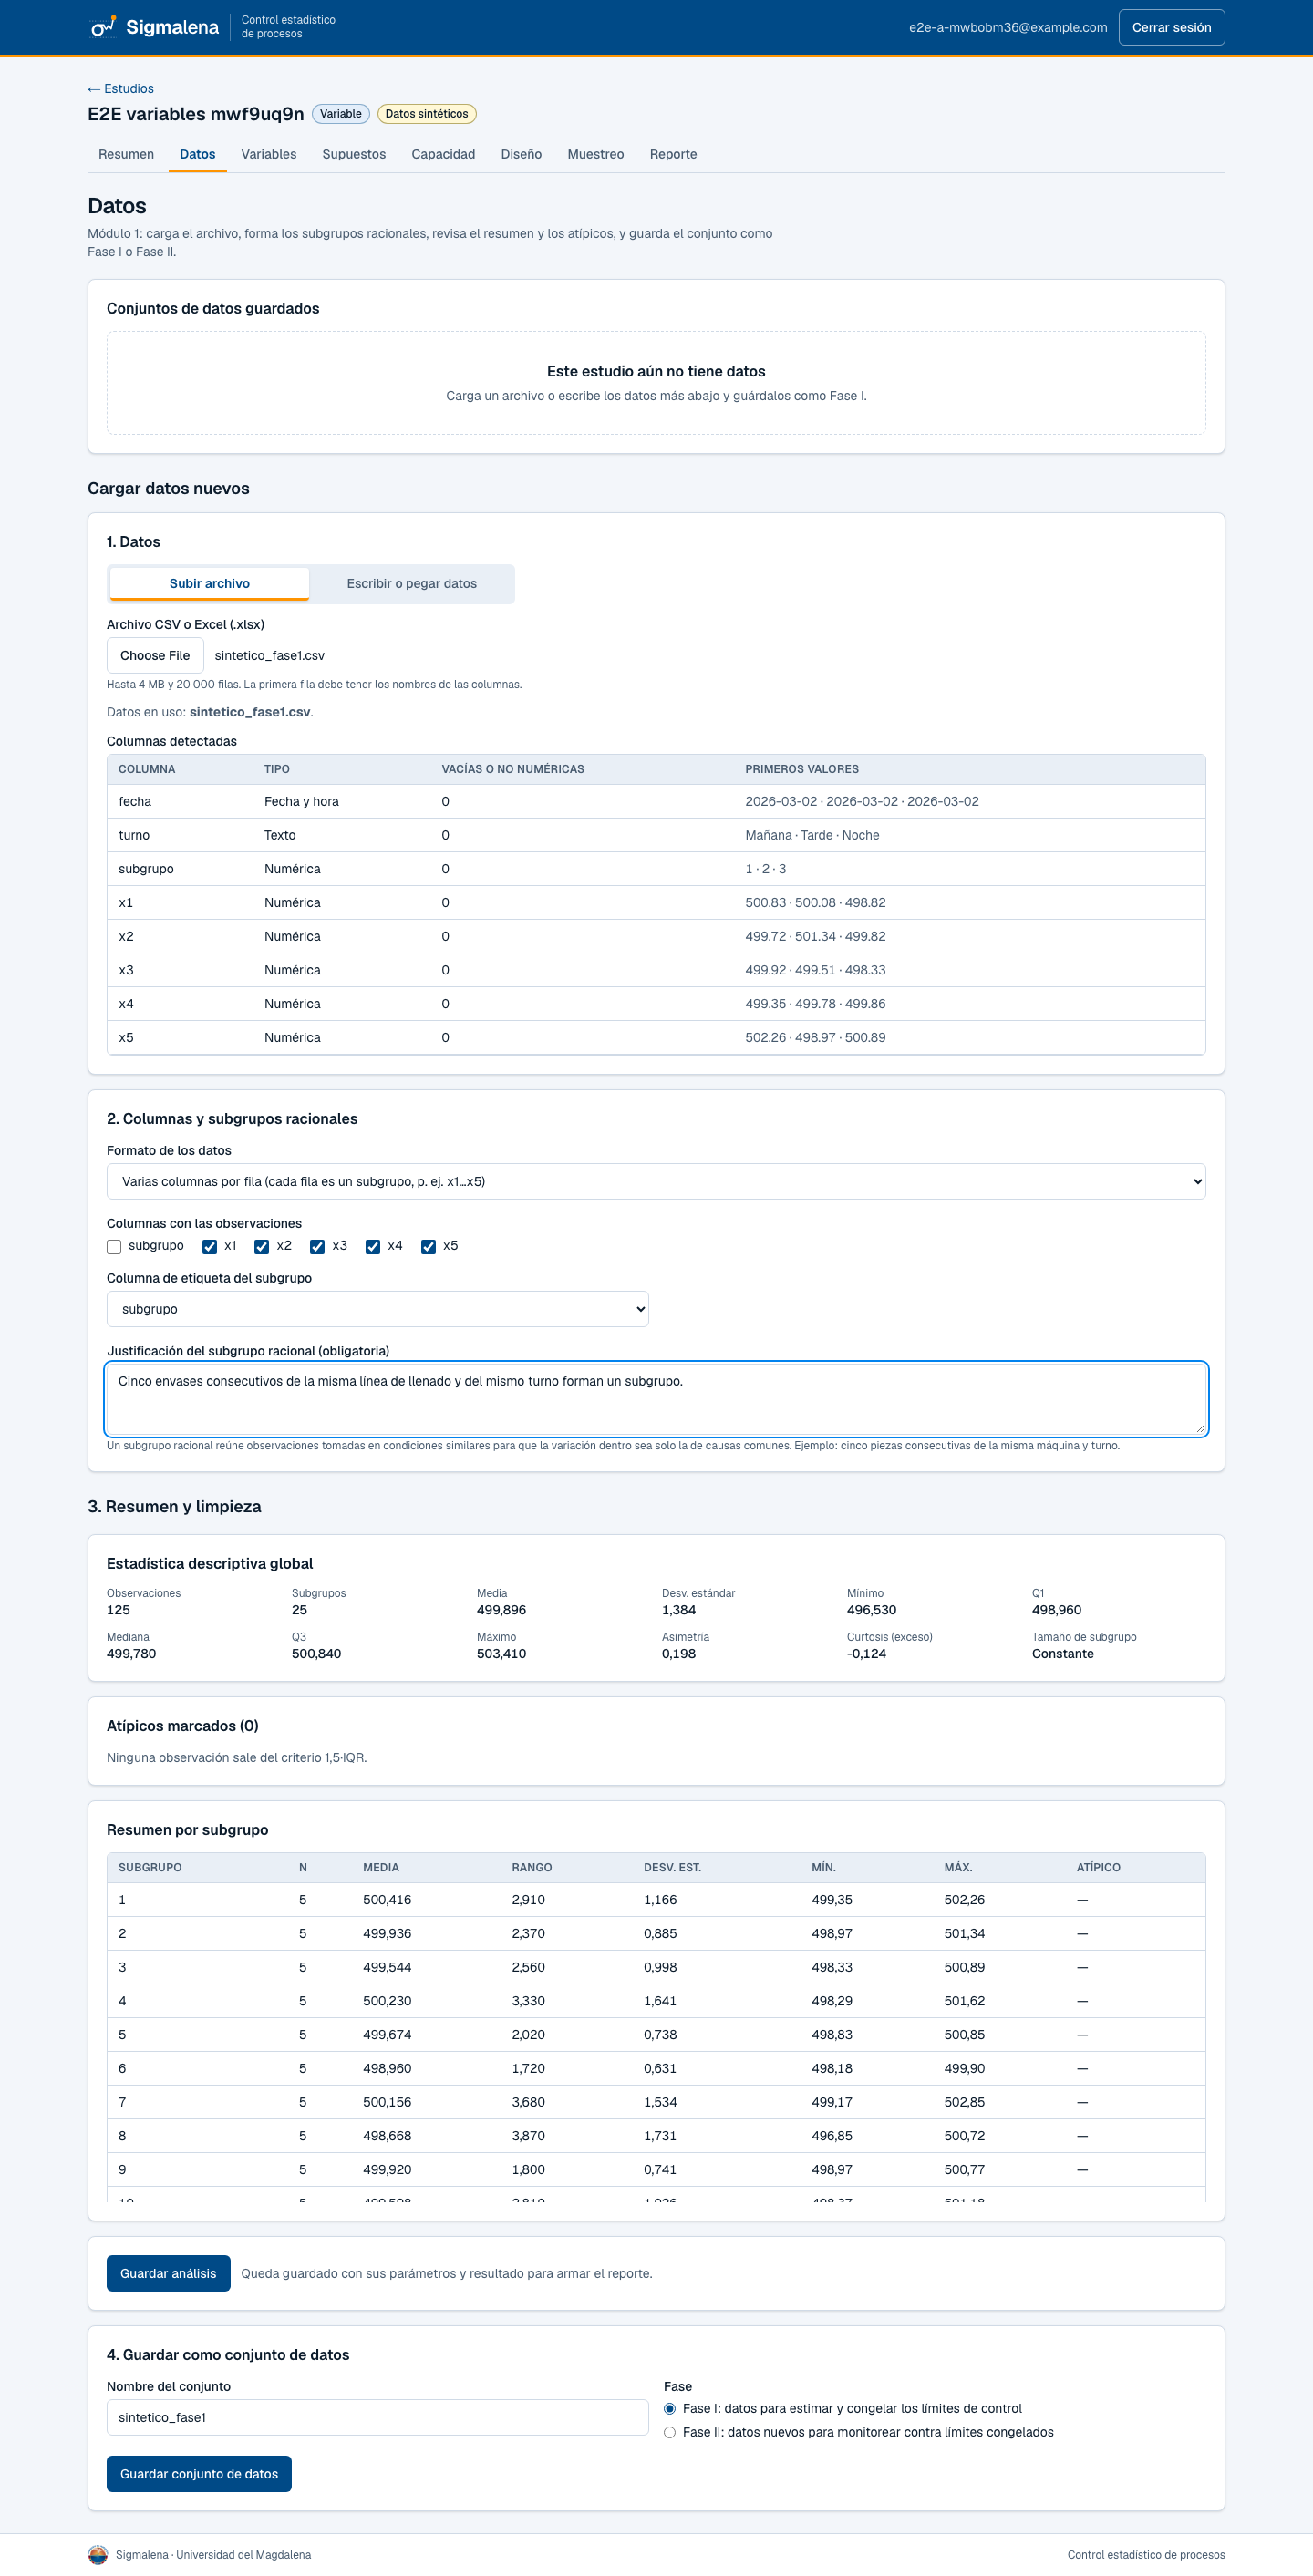 Sigmalena
Control estadístico
de procesos
e2e-a-mwbobm36@example.com
Cerrar sesión
← Estudios
E2E variables mwf9uq9n Variable Datos sintéticos
Resumen Datos Variables Supuestos Capacidad Diseño Muestreo Reporte
Datos
Módulo 1: carga el archivo, forma los subgrupos racionales, revisa el resumen y los atípicos, y guarda el conjunto como
Fase I o Fase II.
Conjuntos de datos guardados
Este estudio aún no tiene datos
Carga un archivo o escribe los datos más abajo y guárdalos como Fase I.
Cargar datos nuevos
1. Datos
Subir archivo Escribir o pegar datos
Archivo CSV o Excel (.xlsx)
Choose File sintetico_fase1.csv
Hasta 4 MB y 20 000 filas. La primera fila debe tener los nombres de las columnas.
Datos en uso: sintetico_fase1.csv.
Columnas detectadas
COLUMNA TIPO VACÍAS O NO NUMÉRICAS PRIMEROS VALORES
fecha Fecha y hora 0 2026-03-02 · 2026-03-02 · 2026-03-02
turno Texto 0 Mañana · Tarde · Noche
subgrupo Numérica 0 1 · 2 · 3
x1 Numérica 0 500.83 · 500.08 · 498.82
x2 Numérica 0 499.72 · 501.34 · 499.82
x3 Numérica 0 499.92 · 499.51 · 498.33
x4 Numérica 0 499.35 · 499.78 · 499.86
x5 Numérica 0 502.26 · 498.97 · 500.89
2. Columnas y subgrupos racionales
Formato de los datos
Varias columnas por fila (cada fila es un subgrupo, p. ej. x1…x5)
Columnas con las observaciones
subgrupo x1 x2 x3 x4 x5
Columna de etiqueta del subgrupo
subgrupo
Justificación del subgrupo racional (obligatoria)
Cinco envases consecutivos de la misma línea de llenado y del mismo turno forman un subgrupo.
Un subgrupo racional reúne observaciones tomadas en condiciones similares para que la variación dentro sea solo la de causas comunes. Ejemplo: cinco piezas consecutivas de la misma máquina y turno.
3. Resumen y limpieza
Estadística descriptiva global
Observaciones Subgrupos Media Desv. estándar Mínimo Q1
125 25 499,896 1,384 496,530 498,960
Mediana Q3 Máximo Asimetría Curtosis (exceso) Tamaño de subgrupo
499,780 500,840 503,410 0,198 -0,124 Constante
Atípicos marcados (0)
Ninguna observación sale del criterio 1,5·IQR.
Resumen por subgrupo
SUBGRUPO N MEDIA RANGO DESV. EST. MÍN. MÁX. ATÍPICO
1 5 500,416 2,910 1,166 499,35 502,26 —
2 5 499,936 2,370 0,885 498,97 501,34 —
3 5 499,544 2,560 0,998 498,33 500,89 —
4 5 500,230 3,330 1,641 498,29 501,62 —
5 5 499,674 2,020 0,738 498,83 500,85 —
6 5 498,960 1,720 0,631 498,18 499,90 —
7 5 500,156 3,680 1,534 499,17 502,85 —
8 5 498,668 3,870 1,731 496,85 500,72 —
9 5 499,920 1,800 0,741 498,97 500,77 —
Guardar análisis Queda guardado con sus parámetros y resultado para armar el reporte.
4. Guardar como conjunto de datos
Nombre del conjunto
sintetico_fase1
Fase
Fase I: datos para estimar y congelar los límites de control
Fase II: datos nuevos para monitorear contra límites congelados
Guardar conjunto de datos
Sigmalena · Universidad del Magdalena
Control estadístico de procesos